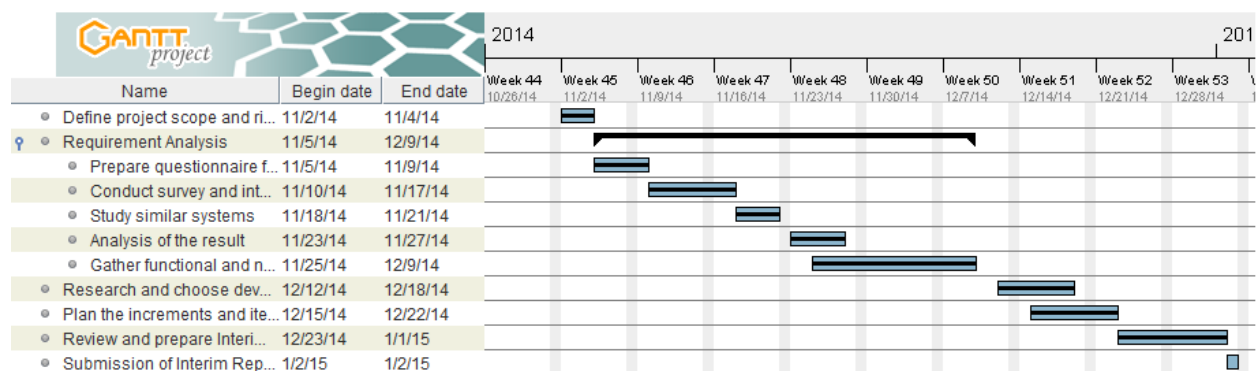 GANTT
project
2014 201
Week 44 Week 45 Week 46 Week 47 Week 48 Week 49 Week 50 Week 51 Week 52 Week 53
10/26/14 11/2/14 11/9/14 11/16/14 11/23/14 11/30/14 12/7/14 12/14/14 12/21/14 12/28/14
Name Begin date End date
Define project scope and ri... 11/2/14 11/4/14
Requirement Analysis 11/5/14 12/9/14
Prepare questionnaire f... 11/5/14 11/9/14
Conduct survey and int... 11/10/14 11/17/14
Study similar systems 11/18/14 11/21/14
Analysis of the result 11/23/14 11/27/14
Gather functional and n... 11/25/14 12/9/14
Research and choose dev... 12/12/14 12/18/14
Plan the increments and ite... 12/15/14 12/22/14
Review and prepare Interi... 12/23/14 1/1/15
Submission of Interim Rep... 1/2/15 1/2/15